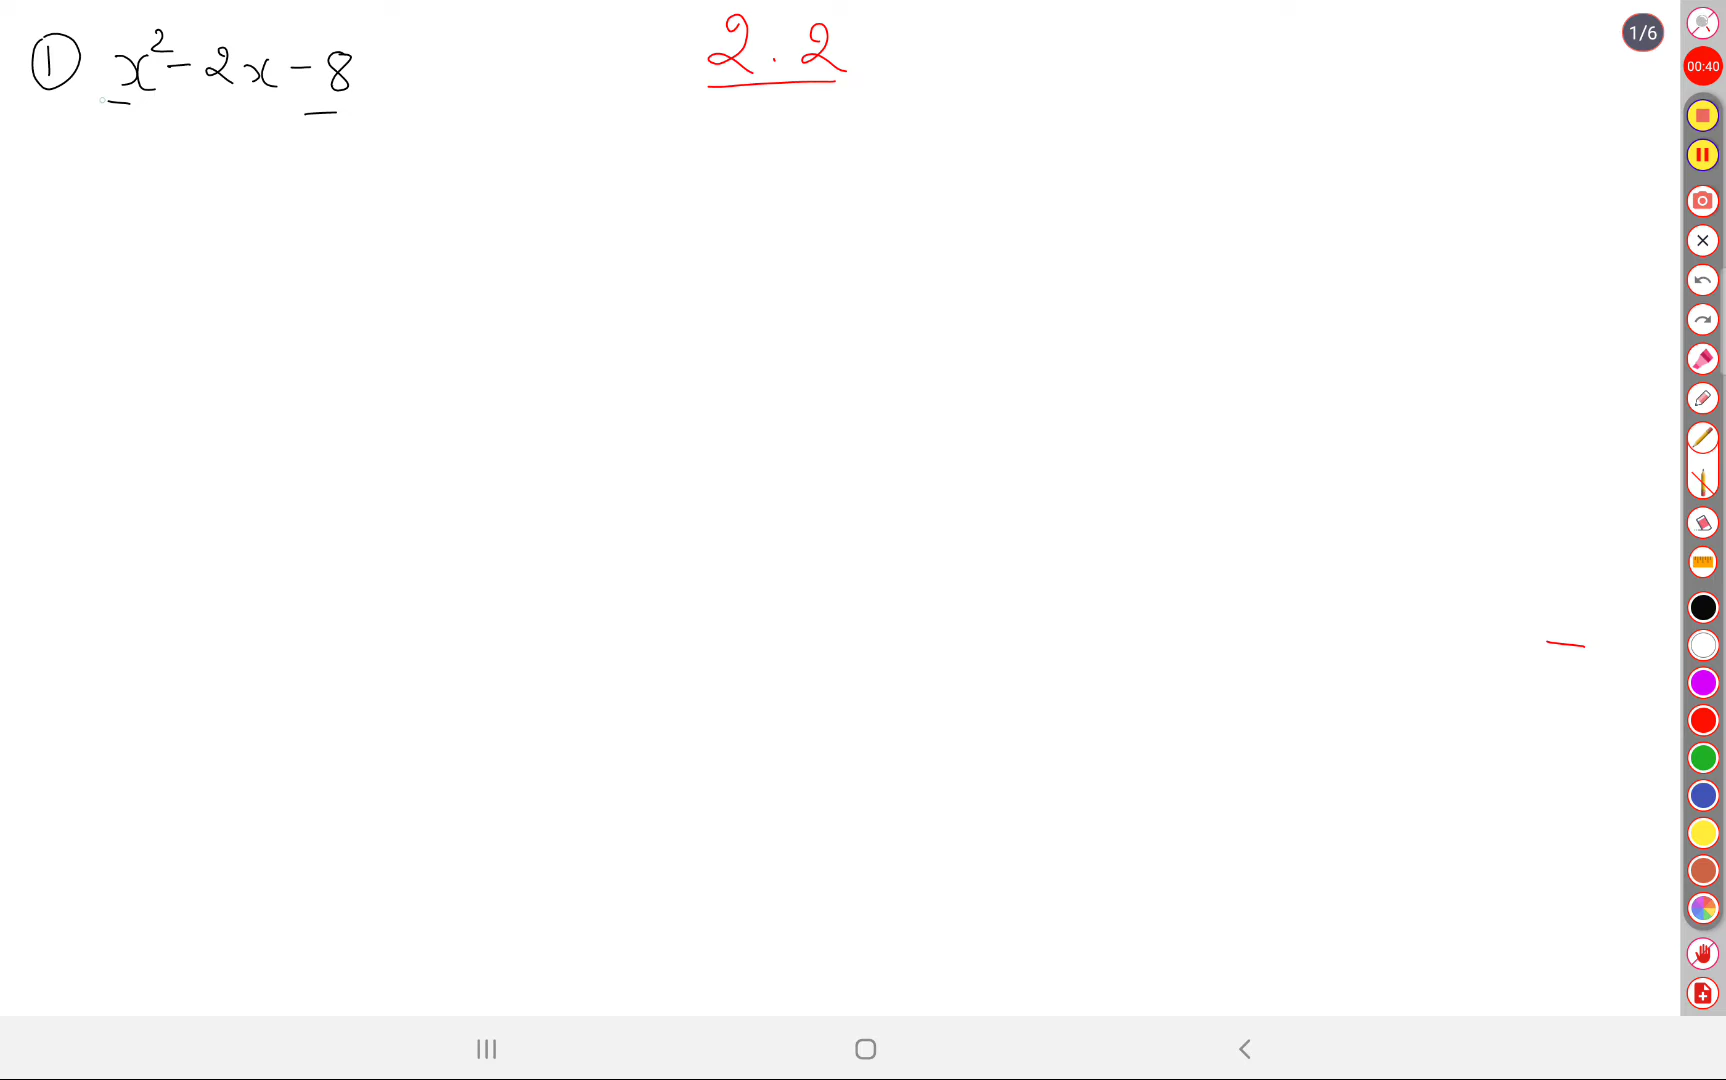 2.2
① x² - 2x - 8
1/6
00:40